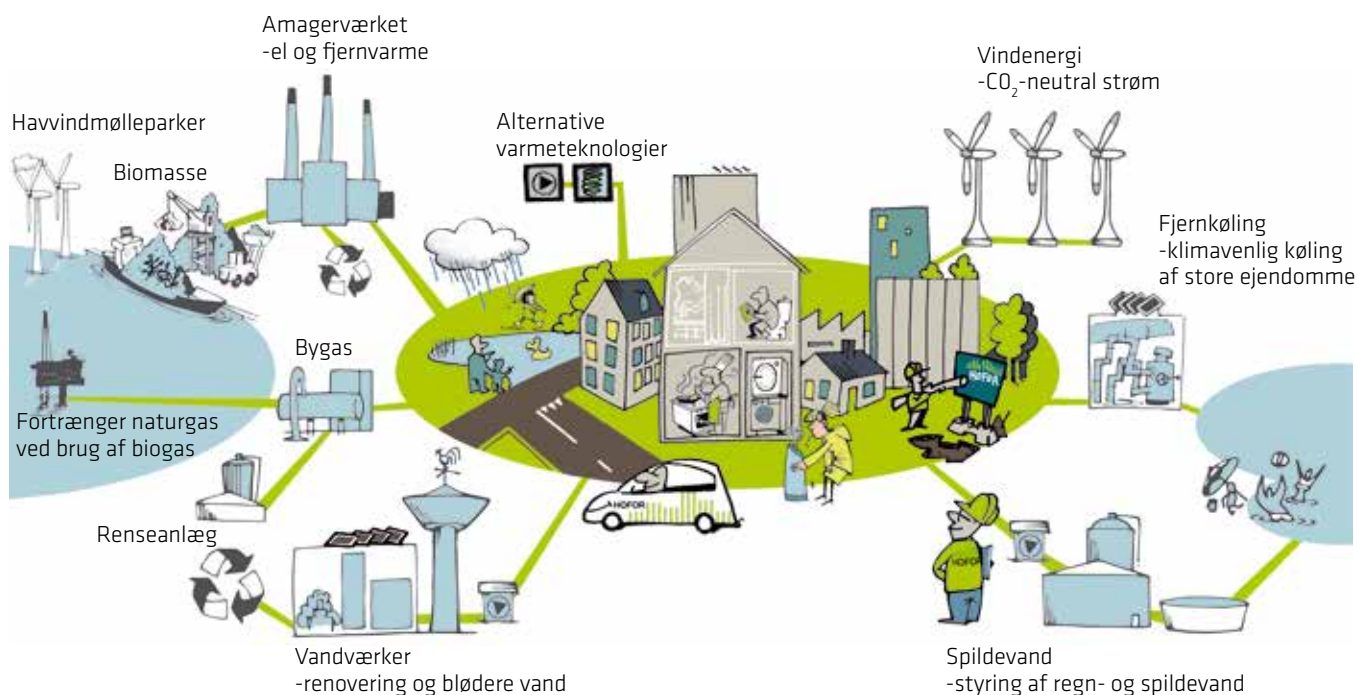 Amagerværket
-el og fjernvarme
Vindenergi
-CO₂-neutral strøm
Havvindmølleparker
Alternative
varmeteknologier
Biomasse
Fjernkøling
-klimavenlig køling
af store ejendomme
Bygas
HOFOR
Fortrænger naturgas
ved brug af biogas
HOFOR
Renseanlæg
HOFOR
Vandværker
-renovering og blødere vand
Spildevand
-styring af regn- og spildevand